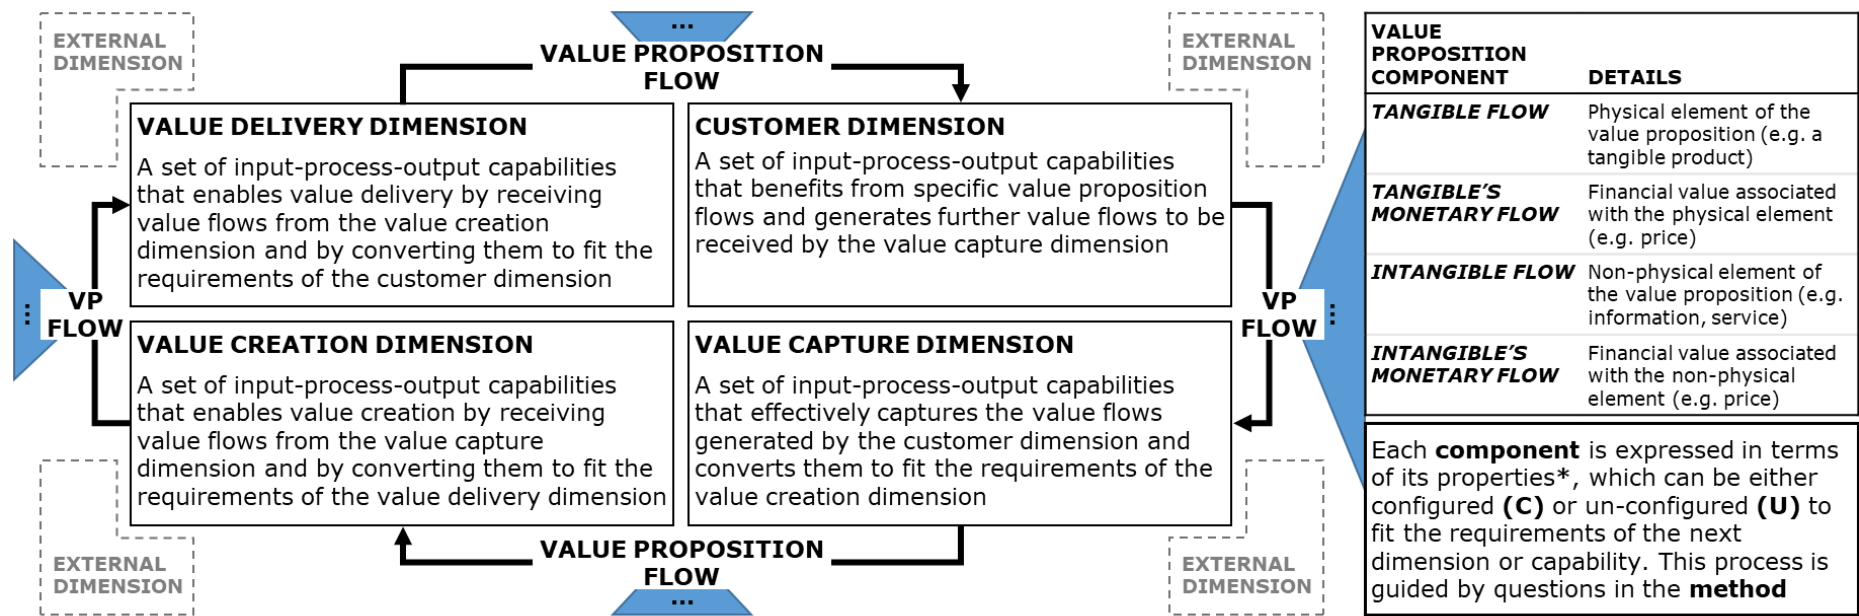 EXTERNAL
DIMENSION
...
VALUE PROPOSITION
FLOW
EXTERNAL
DIMENSION
VALUE DELIVERY DIMENSION
A set of input-process-output capabilities
that enables value delivery by receiving
value flows from the value creation
dimension and by converting them to fit the
requirements of the customer dimension
CUSTOMER DIMENSION
A set of input-process-output capabilities
that benefits from specific value proposition
flows and generates further value flows to be
received by the value capture dimension
...
VP
FLOW
VP
FLOW
...
VALUE CREATION DIMENSION
A set of input-process-output capabilities
that enables value creation by receiving
value flows from the value capture
dimension and by converting them to fit the
requirements of the value delivery dimension
VALUE CAPTURE DIMENSION
A set of input-process-output capabilities
that effectively captures the value flows
generated by the customer dimension and
converts them to fit the requirements of the
value creation dimension
EXTERNAL
DIMENSION
VALUE PROPOSITION
FLOW
...
EXTERNAL
DIMENSION
VALUE
PROPOSITION
COMPONENT
DETAILS
TANGIBLE FLOW
Physical element of the
value proposition (e.g. a
tangible product)
TANGIBLE'S
MONETARY FLOW
Financial value associated
with the physical element
(e.g. price)
INTANGIBLE FLOW
Non-physical element of
the value proposition (e.g.
information, service)
INTANGIBLE'S
MONETARY FLOW
Financial value associated
with the non-physical
element (e.g. price)
Each component is expressed in terms
of its properties*, which can be either
configured (C) or un-configured (U) to
fit the requirements of the next
dimension or capability. This process is
guided by questions in the method